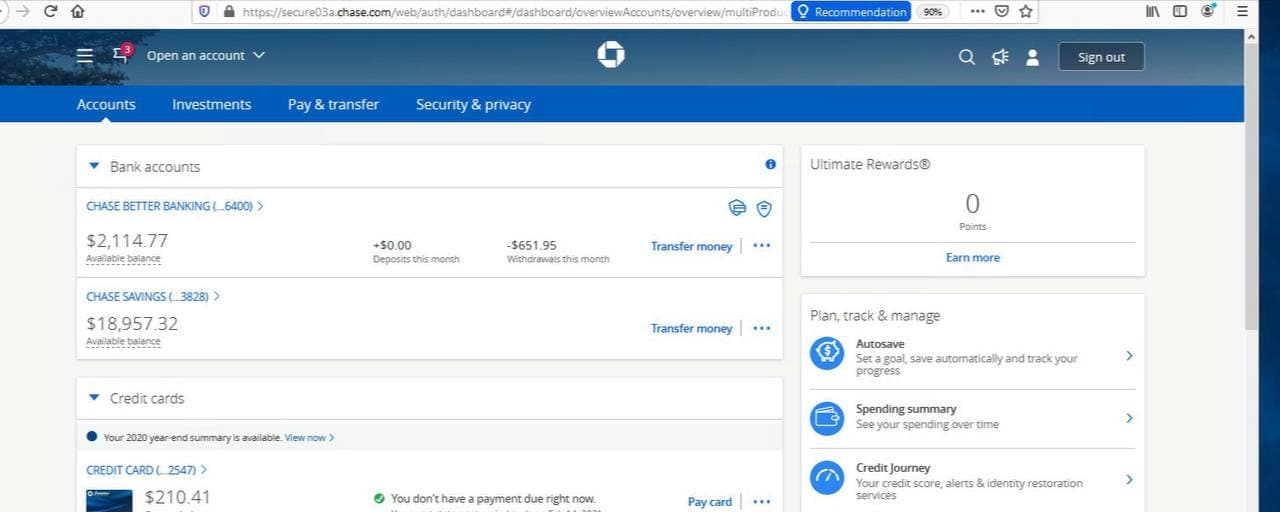 https://secure03a.chase.com/web/auth/dashboard#/dashboard/overviewAccounts/overview/multiProdu
Recommendation
90%
3
Open an account
Sign out
Accounts
Investments
Pay & transfer
Security & privacy
Bank accounts
CHASE BETTER BANKING (...6400)
$2,114.77
Available balance
+$0.00
Deposits this month
-$651.95
Withdrawals this month
Transfer money
CHASE SAVINGS (...3828)
$18,957.32
Available balance
Transfer money
Credit cards
Your 2020 year-end summary is available. View now
CREDIT CARD (...2547)
$210.41
You don't have a payment due right now.
Pay card
Ultimate Rewards®
0
Points
Earn more
Plan, track & manage
Autosave
Set a goal, save automatically and track your
progress
Spending summary
See your spending over time
Credit Journey
Your credit score, alerts & identity restoration
services